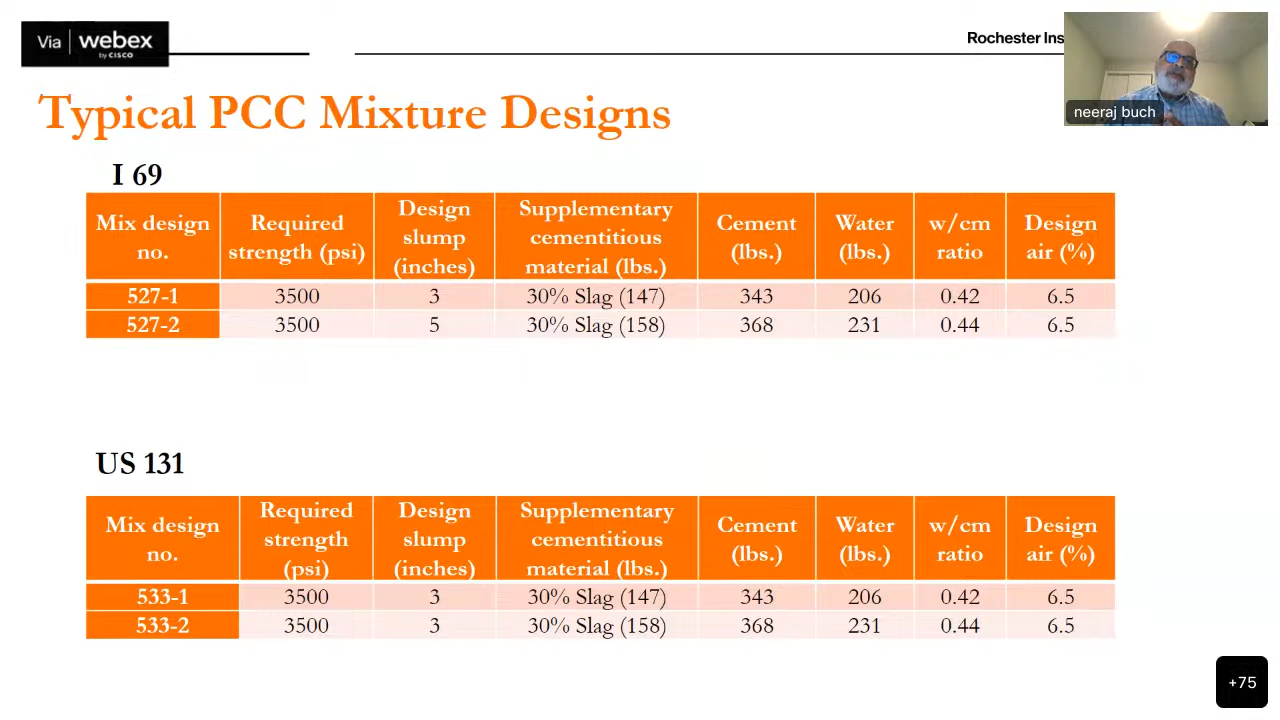 Via webex
by CISCO
Rochester Ins
neeraj buch
Typical PCC Mixture Designs
I 69
Mix design no. Required strength (psi) Design slump (inches) Supplementary cementitious material (lbs.) Cement (lbs.) Water (lbs.) w/cm ratio Design air (%)
527-1 3500 3 30% Slag (147) 343 206 0.42 6.5
527-2 3500 5 30% Slag (158) 368 231 0.44 6.5
US 131
Mix design no. Required strength (psi) Design slump (inches) Supplementary cementitious material (lbs.) Cement (lbs.) Water (lbs.) w/cm ratio Design air (%)
533-1 3500 3 30% Slag (147) 343 206 0.42 6.5
533-2 3500 3 30% Slag (158) 368 231 0.44 6.5
+75